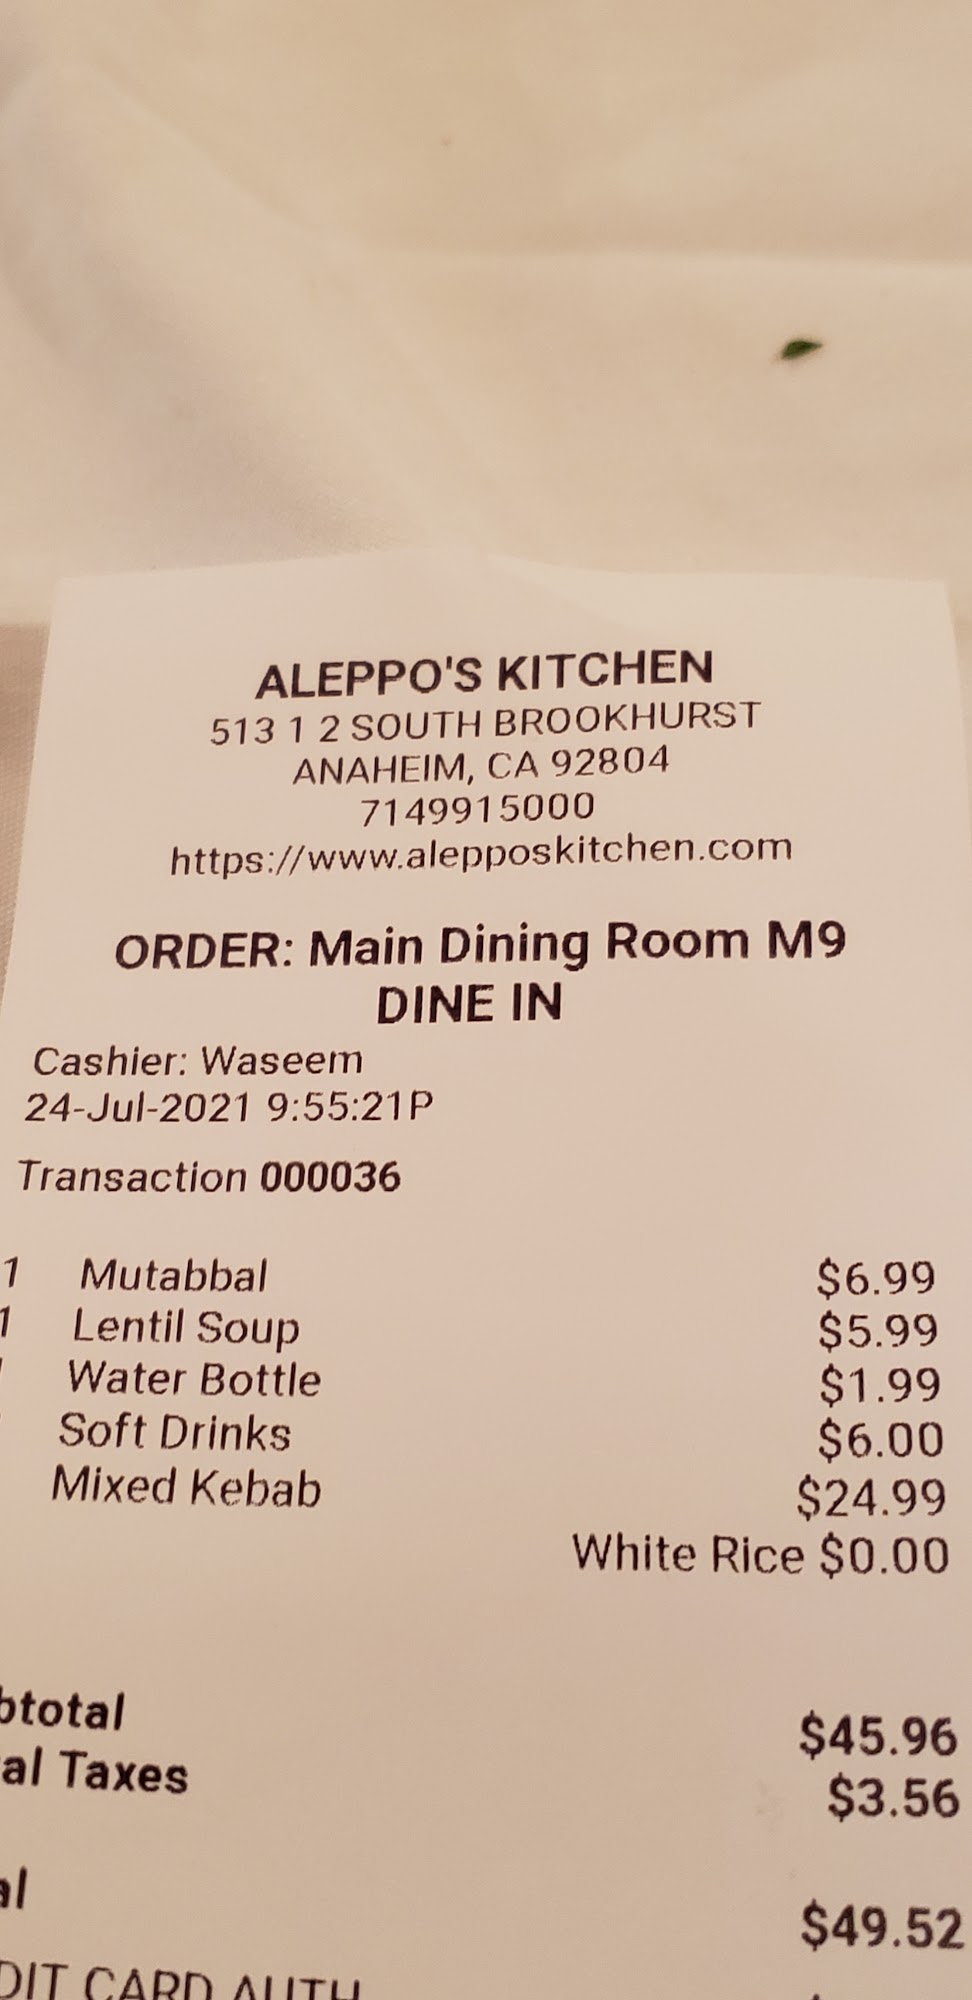 ALEPPO'S KITCHEN
513 1 2 SOUTH BROOKHURST
ANAHEIM, CA 92804
7149915000
https://www.alepposkitchen.com
ORDER: Main Dining Room M9
DINE IN
Cashier: Waseem
24-Jul-2021 9:55:21P
Transaction 000036
1 Mutabbal $6.99
1 Lentil Soup $5.99
Water Bottle $1.99
Soft Drinks $6.00
Mixed Kebab $24.99
White Rice $0.00
btotal $45.96
al Taxes $3.56
al $49.52
DIT CARD AUTH